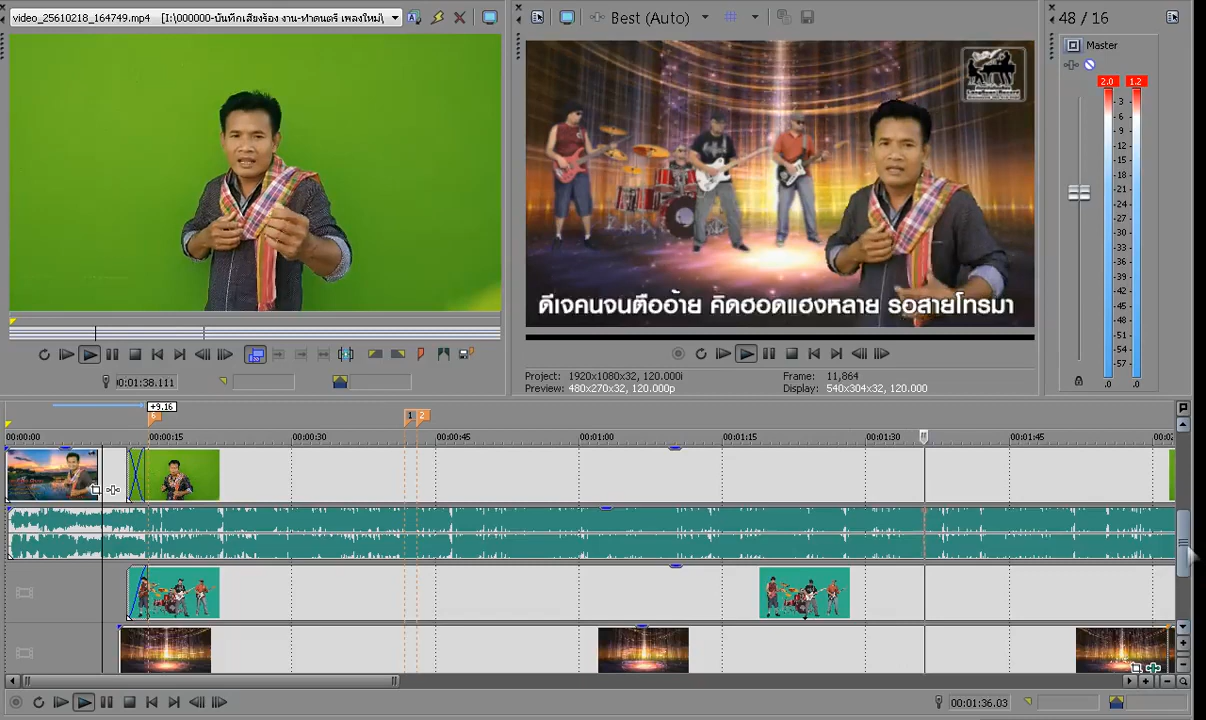 video_25610218_164749.mp4 [I:\000000-บันทึกเสียงร้อง งาน-ทำดนตรี เพลงใหม่\
Best (Auto)
48 / 16
Master
2.0 1.2
3
6
9
12
15
18
21
24
27
30
33
36
39
42
45
48
51
54
57
.0 .0
ดีเจคนจนตืออ้าย คิดฮอดแฮงหลาย รอสายโทรมา
00:01:38.111
Project: 1920x1080x32, 120.000i
Frame: 11,864
Preview: 480x270x32, 120.000p
Display: 540x304x32, 120.000
+9.16
6
1 2
00:00:00 00:00:15 00:00:30 00:00:45 00:01:00 00:01:15 00:01:30 00:01:45
00:01:36.03